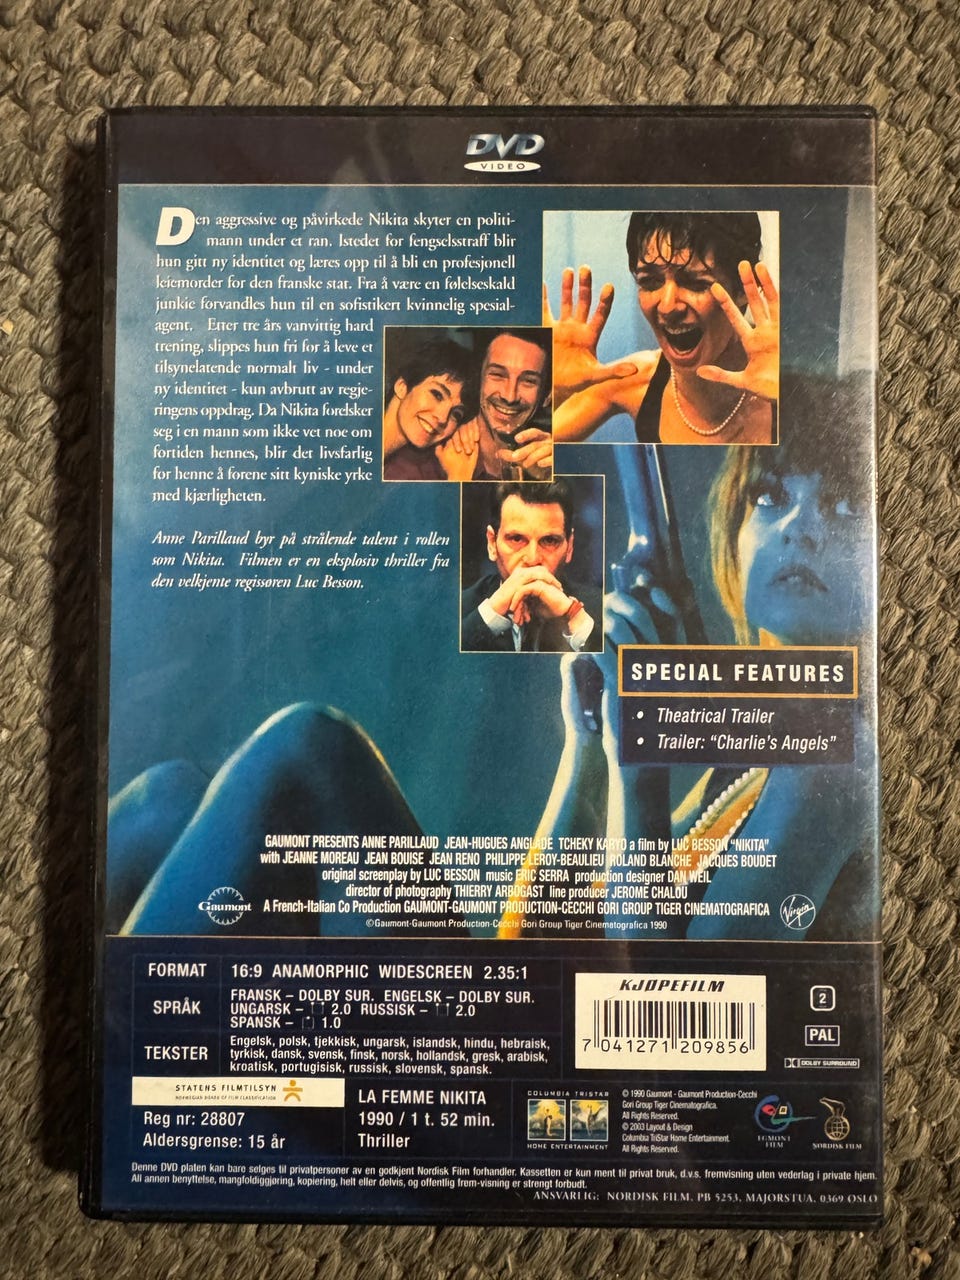 DVD
VIDEO
Den aggressive og påvirkede Nikita skyter en politi-
mann under et ran. Istedet for fengselsstraff blir
hun gitt ny identitet og læres opp til å bli en profesjonell
leiemorder for den franske stat. Fra å være en følelseskald
junkie forvandles hun til en sofistikert kvinnelig spesial-
agent. Etter tre års vanvittig hard
trening, slippes hun fri for å leve et
tilsynelatende normalt liv - under
ny identitet - kun avbrutt av regje-
ringens oppdrag. Da Nikita forelsker
seg i en mann som ikke vet noe om
fortiden hennes, blir det livsfarlig
for henne å forene sitt kyniske yrke
med kjærligheten.
Anne Parillaud byr på strålende talent i rollen
som Nikita. Filmen er en eksplosiv thriller fra
den velkjente regissøren Luc Besson.
SPECIAL FEATURES
• Theatrical Trailer
• Trailer: "Charlie's Angels"
GAUMONT PRESENTS ANNE PARILLAUD JEAN-HUGUES ANGLADE TCHEKY KARYO a film by LUC BESSON "NIKITA"
with JEANNE MOREAU JEAN BOUISE JEAN RENO PHILIPPE LEROY-BEAULIEU ROLAND BLANCHE JACQUES BOUDET
original screenplay by LUC BESSON music ERIC SERRA production designer DAN WEIL
director of photography THIERRY ARBOGAST line producer JEROME CHALOU
A French-Italian Co Production GAUMONT-GAUMONT PRODUCTION-CECCHI GORI GROUP TIGER CINEMATOGRAFICA
©Gaumont-Gaumont Production-Cecchi Gori Group Tiger Cinematografica 1990
Gaumont
Virgin
FORMAT 16:9 ANAMORPHIC WIDESCREEN 2.35:1
SPRÅK FRANSK – DOLBY SUR. ENGELSK – DOLBY SUR.
UNGARSK – 2.0 RUSSISK – 2.0
SPANSK – 1.0
TEKSTER Engelsk, polsk, tjekkisk, ungarsk, islandsk, hindu, hebraisk,
tyrkisk, dansk, svensk, finsk, norsk, hollandsk, gresk, arabisk,
kroatisk, portugisisk, russisk, slovensk, spansk.
KJØPEFILM
7 041271 209856
2
PAL
DOLBY SURROUND
STATENS FILMTILSYN
NORWEGIAN BOARD OF FILM CLASSIFICATION
Reg nr: 28807
Aldersgrense: 15 år
LA FEMME NIKITA
1990 / 1 t. 52 min.
Thriller
COLUMBIA TRISTAR
HOME ENTERTAINMENT
© 1990 Gaumont - Gaumont Production-Cecchi
Gori Group Tiger Cinematografica.
All Rights Reserved.
© 2003 Layout & Design
Columbia TriStar Home Entertainment.
All Rights Reserved.
EGMONT
FILM
NORDISK FILM
Denne DVD platen kan bare selges til privatpersoner av en godkjent Nordisk Film forhandler. Kassetten er kun ment til privat bruk, d.v.s. fremvisning uten vederlag i private hjem.
All annen benyttelse, mangfoldiggjøring, kopiering, helt eller delvis, og offentlig frem-visning er strengt forbudt.
ANSVARLIG: NORDISK FILM, PB 5253, MAJORSTUA, 0369 OSLO